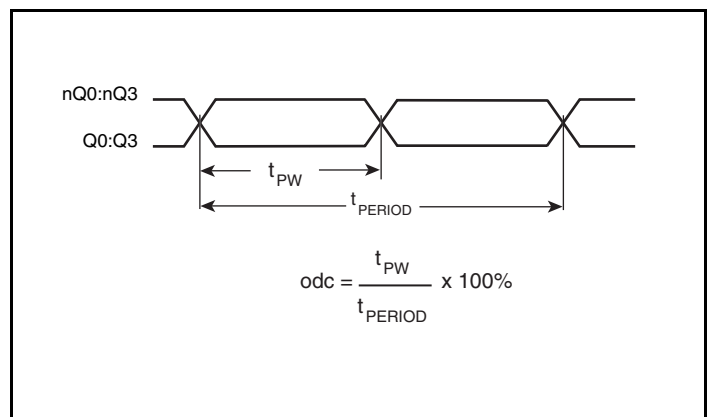 nQ0:nQ3
Q0:Q3
tPW
tPERIOD
odc = tPW / tPERIOD x 100%